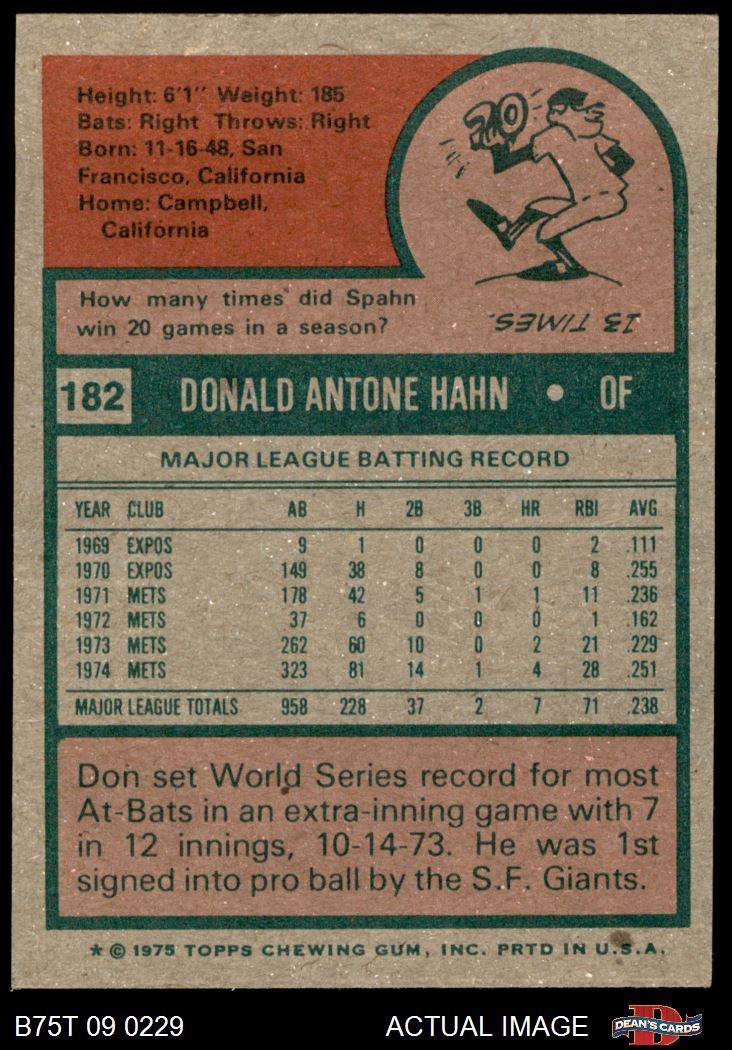 Height: 6'1" Weight: 185
Bats: Right Throws: Right
Born: 11-16-48, San
Francisco, California
Home: Campbell,
California
20
How many times did Spahn
win 20 games in a season?
13 TIMES.
182 DONALD ANTONE HAHN • OF
MAJOR LEAGUE BATTING RECORD
YEAR CLUB AB H 2B 3B HR RBI AVG
1969 EXPOS 9 1 0 0 0 2 .111
1970 EXPOS 149 38 8 0 0 8 .255
1971 METS 178 42 5 1 1 11 .236
1972 METS 37 6 0 0 0 1 .162
1973 METS 262 60 10 0 2 21 .229
1974 METS 323 81 14 1 4 28 .251
MAJOR LEAGUE TOTALS 958 228 37 2 7 71 .238
Don set World Series record for most
At-Bats in an extra-inning game with 7
in 12 innings, 10-14-73. He was 1st
signed into pro ball by the S.F. Giants.
* © 1975 TOPPS CHEWING GUM, INC. PRTD IN U.S.A.
B75T 09 0229 ACTUAL IMAGE D DEAN'S CARDS